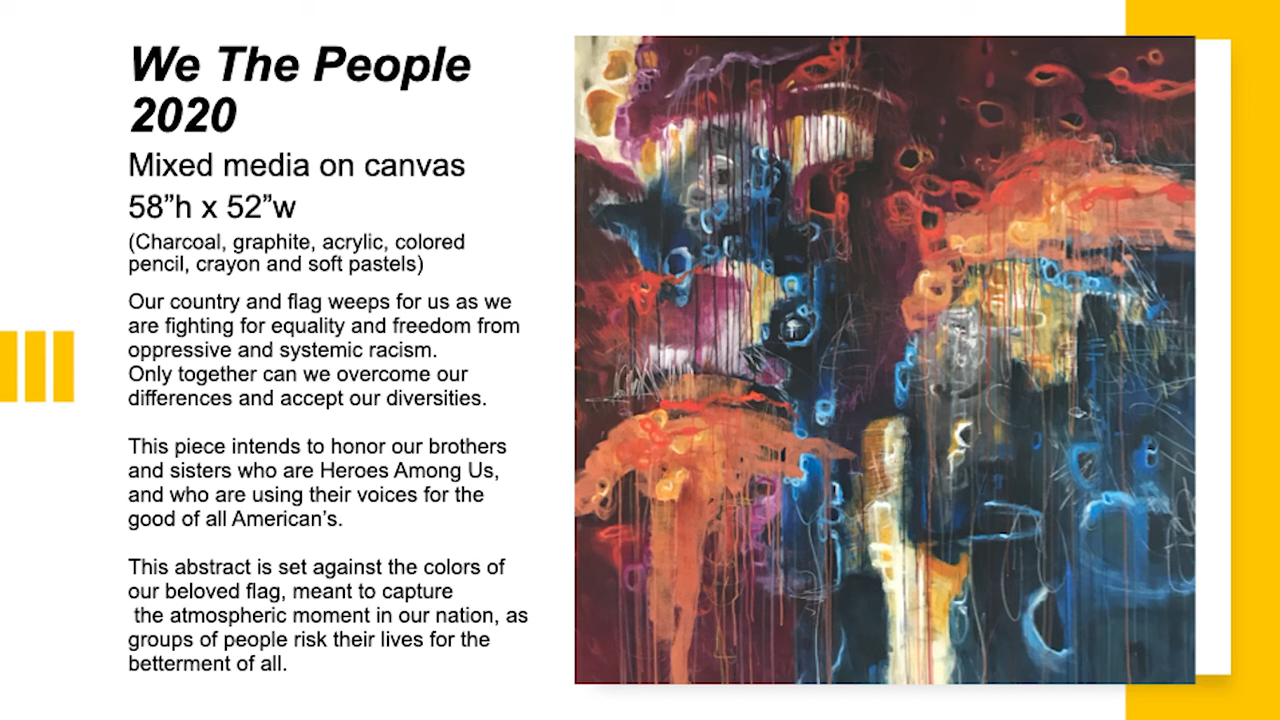 We The People
2020
Mixed media on canvas
58”h x 52”w
(Charcoal, graphite, acrylic, colored
pencil, crayon and soft pastels)
Our country and flag weeps for us as we
are fighting for equality and freedom from
oppressive and systemic racism.
Only together can we overcome our
differences and accept our diversities.
This piece intends to honor our brothers
and sisters who are Heroes Among Us,
and who are using their voices for the
good of all American’s.
This abstract is set against the colors of
our beloved flag, meant to capture
the atmospheric moment in our nation, as
groups of people risk their lives for the
betterment of all.